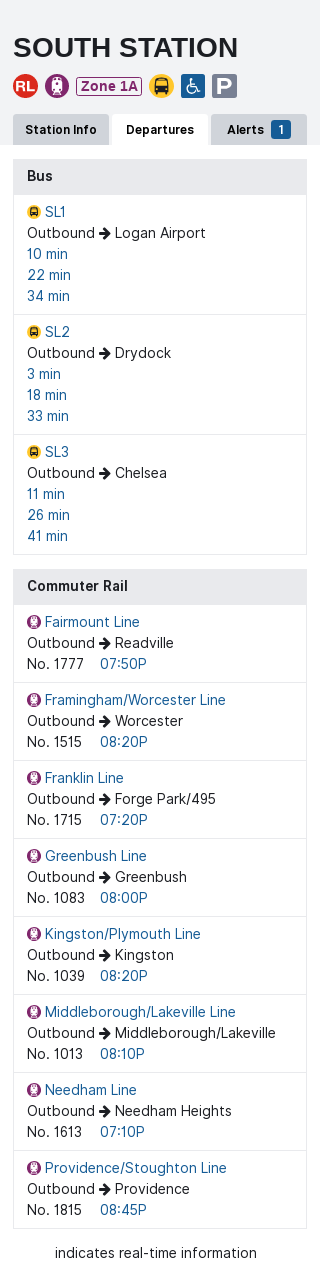 SOUTH STATION
RL Zone 1A P
Station Info Departures Alerts 1
Bus
SL1
Outbound → Logan Airport
10 min
22 min
34 min
SL2
Outbound → Drydock
3 min
18 min
33 min
SL3
Outbound → Chelsea
11 min
26 min
41 min
Commuter Rail
Fairmount Line
Outbound → Readville
No. 1777 07:50P
Framingham/Worcester Line
Outbound → Worcester
No. 1515 08:20P
Franklin Line
Outbound → Forge Park/495
No. 1715 07:20P
Greenbush Line
Outbound → Greenbush
No. 1083 08:00P
Kingston/Plymouth Line
Outbound → Kingston
No. 1039 08:20P
Middleborough/Lakeville Line
Outbound → Middleborough/Lakeville
No. 1013 08:10P
Needham Line
Outbound → Needham Heights
No. 1613 07:10P
Providence/Stoughton Line
Outbound → Providence
No. 1815 08:45P
indicates real-time information